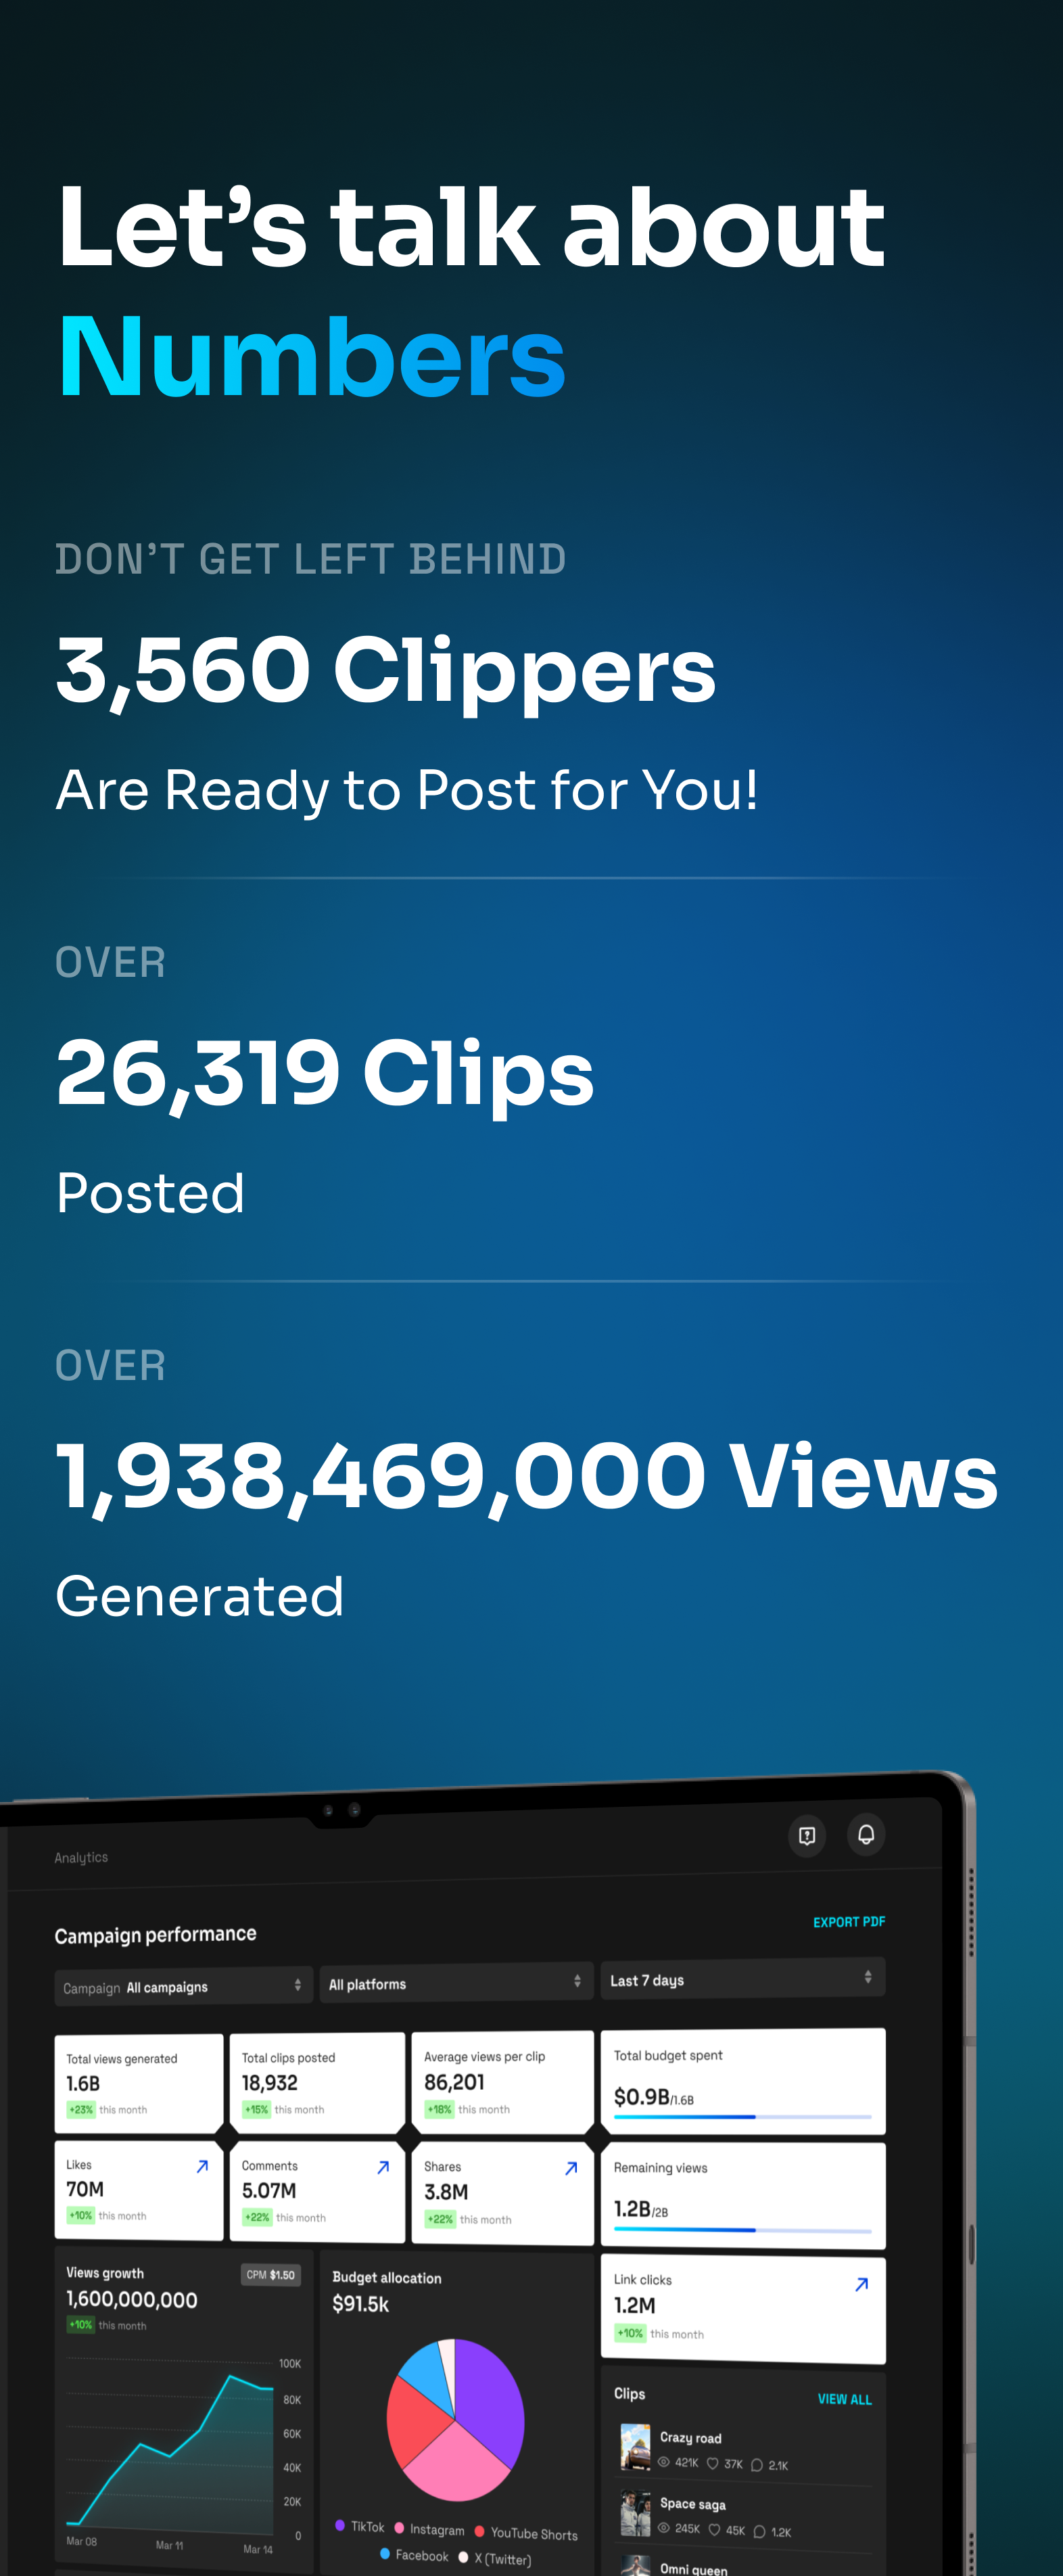 Let's talk about
Numbers
DON'T GET LEFT BEHIND
3,560 Clippers
Are Ready to Post for You!
OVER
26,319 Clips
Posted
OVER
1,938,469,000 Views
Generated
Analytics
Campaign performance
EXPORT PDF
Campaign All campaigns
All platforms
Last 7 days
Total views generated
1.6B
+23% this month
Total clips posted
18,932
+15% this month
Average views per clip
86,201
+18% this month
Total budget spent
$0.9B/1.6B
Likes
70M
+10% this month
Comments
5.07M
+22% this month
Shares
3.8M
+22% this month
Remaining views
1.2B/2B
Views growth
CPM $1.50
1,600,000,000
+10% this month
100K
80K
60K
40K
20K
0
Mar 08
Mar 11
Mar 14
Budget allocation
$91.5k
TikTok
Instagram
YouTube Shorts
Facebook
X (Twitter)
Link clicks
1.2M
+10% this month
Clips
VIEW ALL
Crazy road
421K 37K 2.1K
Space saga
245K 45K 1.2K
Omni queen